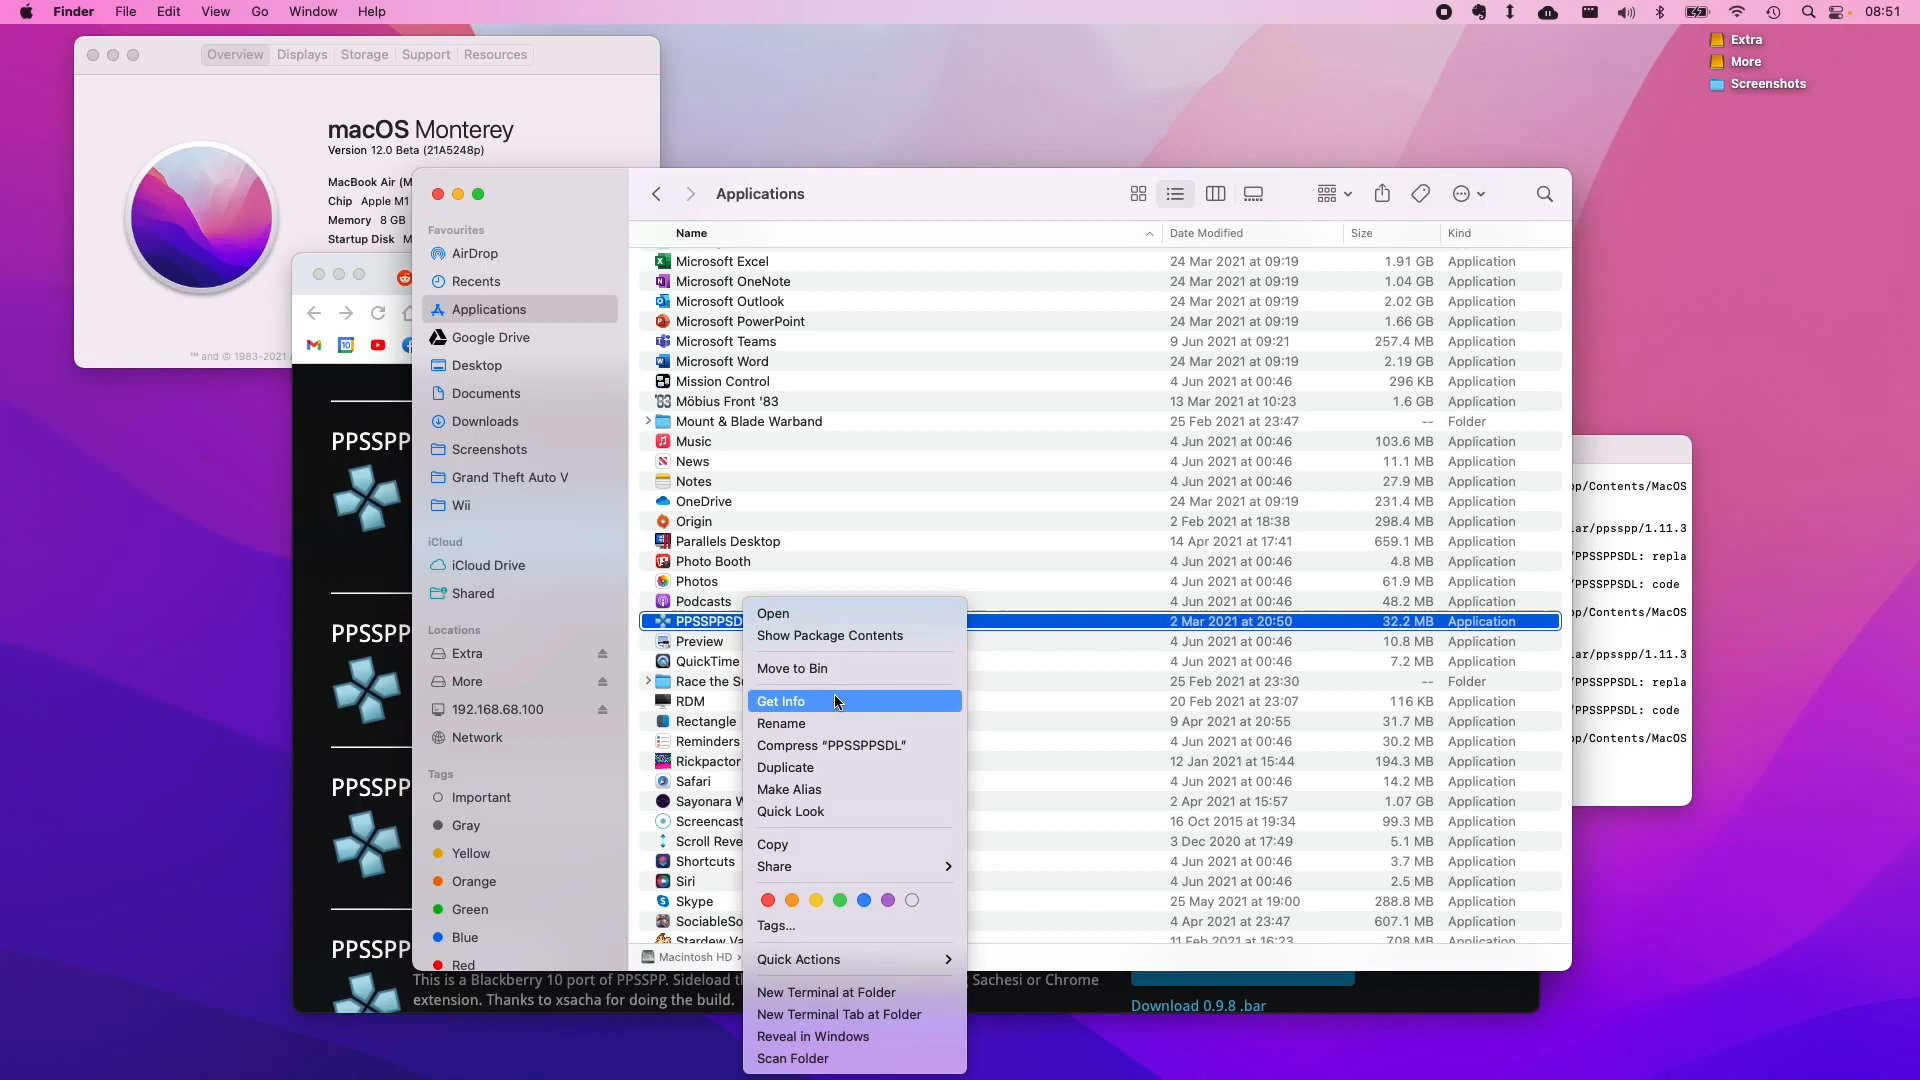 Finder File Edit View Go Window Help
08:51
Extra
More
Screenshots
Overview Displays Storage Support Resources
macOS Monterey
Version 12.0 Beta (21A5248p)
MacBook Air (M
Chip Apple M1
Memory 8 GB
Startup Disk M
™ and © 1983-2021
PPSSPP
PPSSPP
PPSSPP
PPSSPP
This is a Blackberry 10 port of PPSSPP. Sideload
Sachesi or Chrome
extension. Thanks to xsacha for doing the build.
Download 0.9.8 .bar
Favourites
AirDrop
Recents
Applications
Google Drive
Desktop
Documents
Downloads
Screenshots
Grand Theft Auto V
Wii
iCloud
iCloud Drive
Shared
Locations
Extra
More
192.168.68.100
Network
Tags
Important
Gray
Yellow
Orange
Green
Blue
Red
Applications
Name Date Modified Size Kind
Microsoft Excel 24 Mar 2021 at 09:19 1.91 GB Application
Microsoft OneNote 24 Mar 2021 at 09:19 1.04 GB Application
Microsoft Outlook 24 Mar 2021 at 09:19 2.02 GB Application
Microsoft PowerPoint 24 Mar 2021 at 09:19 1.66 GB Application
Microsoft Teams 9 Jun 2021 at 09:21 257.4 MB Application
Microsoft Word 24 Mar 2021 at 09:19 2.19 GB Application
Mission Control 4 Jun 2021 at 00:46 296 KB Application
Möbius Front '83 13 Mar 2021 at 10:23 1.6 GB Application
Mount & Blade Warband 25 Feb 2021 at 23:47 -- Folder
Music 4 Jun 2021 at 00:46 103.6 MB Application
News 4 Jun 2021 at 00:46 11.1 MB Application
Notes 4 Jun 2021 at 00:46 27.9 MB Application
OneDrive 24 Mar 2021 at 09:19 231.4 MB Application
Origin 2 Feb 2021 at 18:38 298.4 MB Application
Parallels Desktop 14 Apr 2021 at 17:41 659.1 MB Application
Photo Booth 4 Jun 2021 at 00:46 4.8 MB Application
Photos 4 Jun 2021 at 00:46 61.9 MB Application
Podcasts 4 Jun 2021 at 00:46 48.2 MB Application
PPSSPPSD 2 Mar 2021 at 20:50 32.2 MB Application
Preview 4 Jun 2021 at 00:46 10.8 MB Application
QuickTime 4 Jun 2021 at 00:46 7.2 MB Application
Race the Su 25 Feb 2021 at 23:30 -- Folder
RDM 20 Feb 2021 at 23:07 116 KB Application
Rectangle 9 Apr 2021 at 20:55 31.7 MB Application
Reminders 4 Jun 2021 at 00:46 30.2 MB Application
Rickpactor 12 Jan 2021 at 15:44 194.3 MB Application
Safari 4 Jun 2021 at 00:46 14.2 MB Application
Sayonara W 2 Apr 2021 at 15:57 1.07 GB Application
Screencast 16 Oct 2015 at 19:34 99.3 MB Application
Scroll Reve 3 Dec 2020 at 17:49 5.1 MB Application
Shortcuts 4 Jun 2021 at 00:46 3.7 MB Application
Siri 4 Jun 2021 at 00:46 2.5 MB Application
Skype 25 May 2021 at 19:00 288.8 MB Application
SociableSo 4 Apr 2021 at 23:47 607.1 MB Application
Stardew Va 11 Feb 2021 at 16:23 708 MB Application
Macintosh HD
Open
Show Package Contents
Move to Bin
Get Info
Rename
Compress “PPSSPPSDL”
Duplicate
Make Alias
Quick Look
Copy
Share
Tags...
Quick Actions
New Terminal at Folder
New Terminal Tab at Folder
Reveal in Windows
Scan Folder
pp/Contents/MacOS
ar/ppsspp/1.11.3
/PPSSPPSDL: repla
/PPSSPPSDL: code
pp/Contents/MacOS
ar/ppsspp/1.11.3
/PPSSPPSDL: repla
/PPSSPPSDL: code
pp/Contents/MacOS